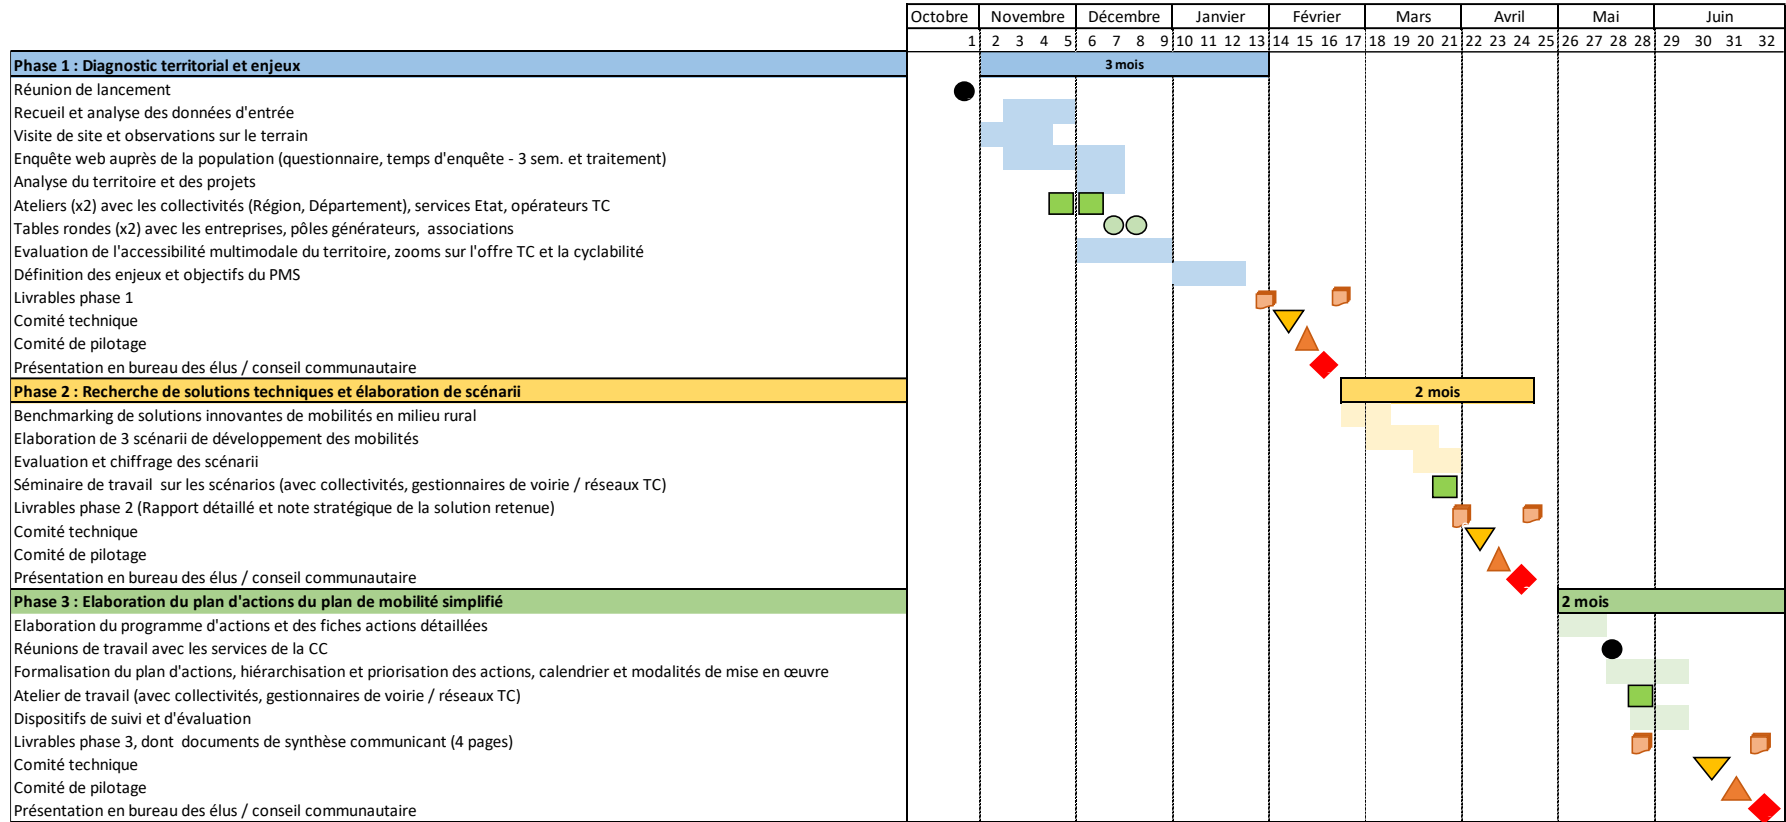 Octobre Novembre Décembre Janvier Février Mars Avril Mai Juin
1 2 3 4 5 6 7 8 9 10 11 12 13 14 15 16 17 18 19 20 21 22 23 24 25 26 27 28 28 29 30 31 32
Phase 1 : Diagnostic territorial et enjeux 3 mois
Réunion de lancement
Recueil et analyse des données d'entrée
Visite de site et observations sur le terrain
Enquête web auprès de la population (questionnaire, temps d'enquête - 3 sem. et traitement)
Analyse du territoire et des projets
Ateliers (x2) avec les collectivités (Région, Département), services Etat, opérateurs TC
Tables rondes (x2) avec les entreprises, pôles générateurs, associations
Evaluation de l'accessibilité multimodale du territoire, zooms sur l'offre TC et la cyclabilité
Définition des enjeux et objectifs du PMS
Livrables phase 1
Comité technique
Comité de pilotage
Présentation en bureau des élus / conseil communautaire
Phase 2 : Recherche de solutions techniques et élaboration de scénarii 2 mois
Benchmarking de solutions innovantes de mobilités en milieu rural
Elaboration de 3 scénarii de développement des mobilités
Evaluation et chiffrage des scénarii
Séminaire de travail sur les scénarios (avec collectivités, gestionnaires de voirie / réseaux TC)
Livrables phase 2 (Rapport détaillé et note stratégique de la solution retenue)
Comité technique
Comité de pilotage
Présentation en bureau des élus / conseil communautaire
Phase 3 : Elaboration du plan d'actions du plan de mobilité simplifié 2 mois
Elaboration du programme d'actions et des fiches actions détaillées
Réunions de travail avec les services de la CC
Formalisation du plan d'actions, hiérarchisation et priorisation des actions, calendrier et modalités de mise en œuvre
Atelier de travail (avec collectivités, gestionnaires de voirie / réseaux TC)
Dispositifs de suivi et d'évaluation
Livrables phase 3, dont documents de synthèse communicant (4 pages)
Comité technique
Comité de pilotage
Présentation en bureau des élus / conseil communautaire